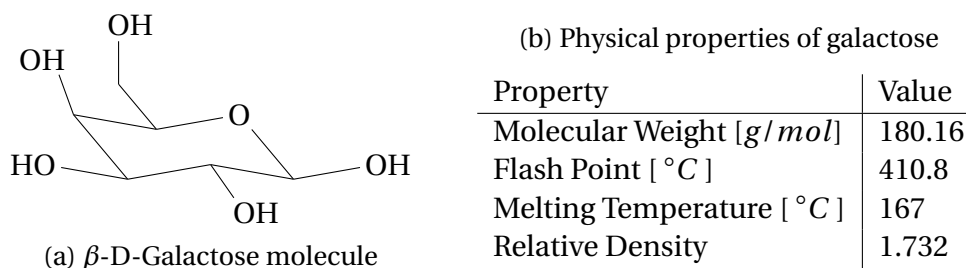 OH
OH
O
HO
OH
OH
(a) β-D-Galactose molecule
(b) Physical properties of galactose
Property Value
Molecular Weight [g/mol] 180.16
Flash Point [°C] 410.8
Melting Temperature [°C] 167
Relative Density 1.732